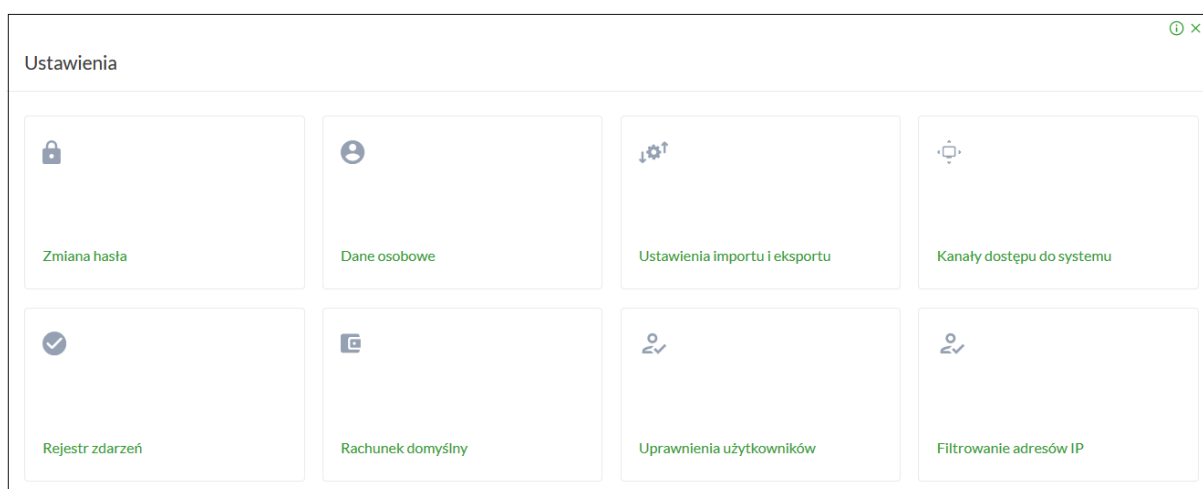 Ustawienia
Zmiana hasła
Dane osobowe
Ustawienia importu i eksportu
Kanały dostępu do systemu
Rejestr zdarzeń
Rachunek domyślny
Uprawnienia użytkowników
Filtrowanie adresów IP